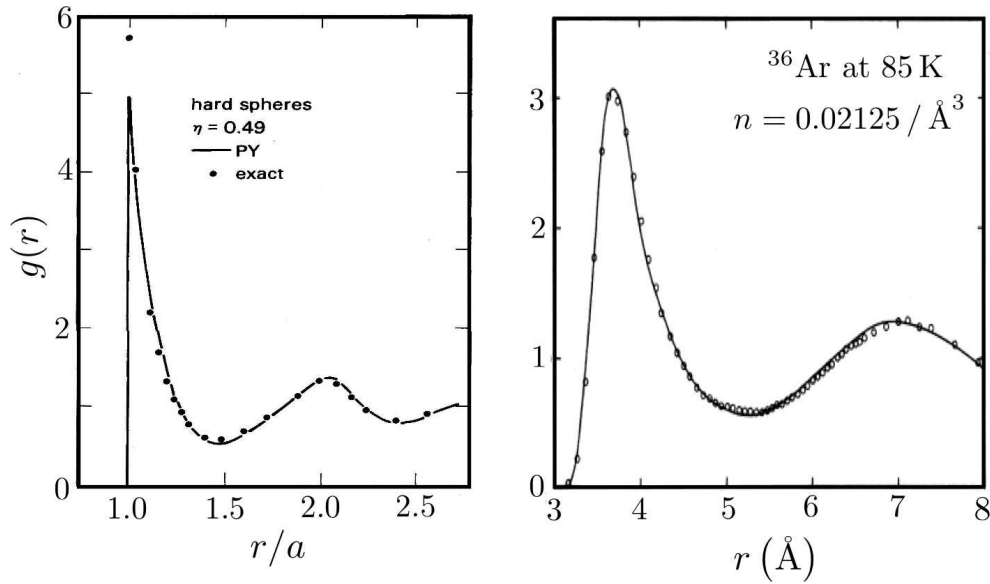 6
4
2
0
g(r)
hard spheres
η = 0.49
PY
exact
1.0
1.5
2.0
2.5
r/a
3
2
1
0
³⁶Ar at 85 K
n = 0.02125 / Å³
3
4
5
6
7
8
r (Å)